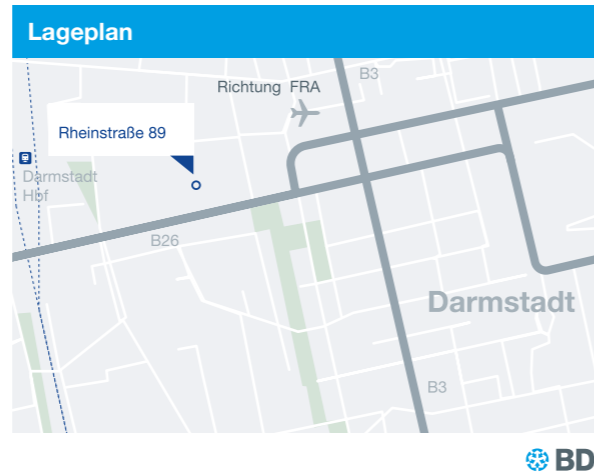 Lageplan
B3
Richtung FRA
Rheinstraße 89
Darmstadt
Hbf
B26
Darmstadt
B3
BD